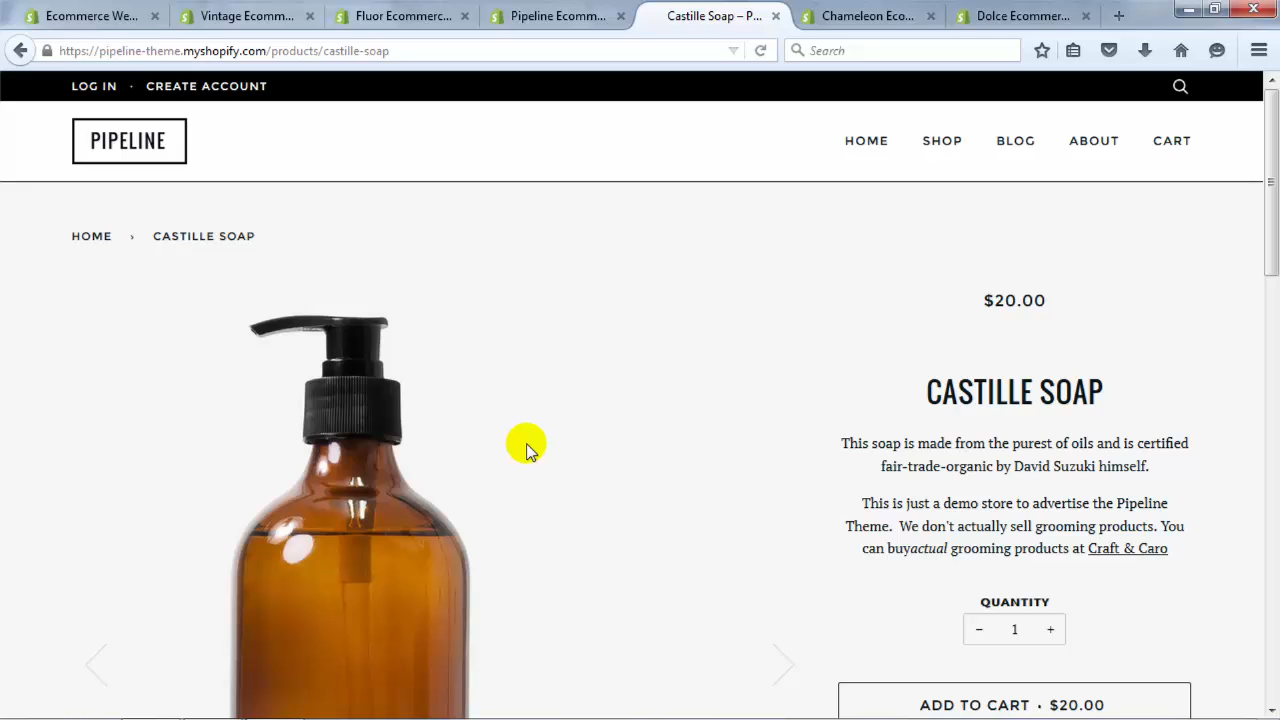 Ecommerce We...
Vintage Ecomm...
Fluor Ecommerc...
Pipeline Ecomm...
Castille Soap – P...
Chameleon Eco...
Dolce Ecommer...
https://pipeline-theme.myshopify.com/products/castille-soap
Search
LOG IN · CREATE ACCOUNT
PIPELINE
HOME SHOP BLOG ABOUT CART
HOME › CASTILLE SOAP
$20.00
CASTILLE SOAP
This soap is made from the purest of oils and is certified
fair-trade-organic by David Suzuki himself.
This is just a demo store to advertise the Pipeline
Theme. We don't actually sell grooming products. You
can buyactual grooming products at Craft & Caro
QUANTITY
− 1 +
ADD TO CART · $20.00